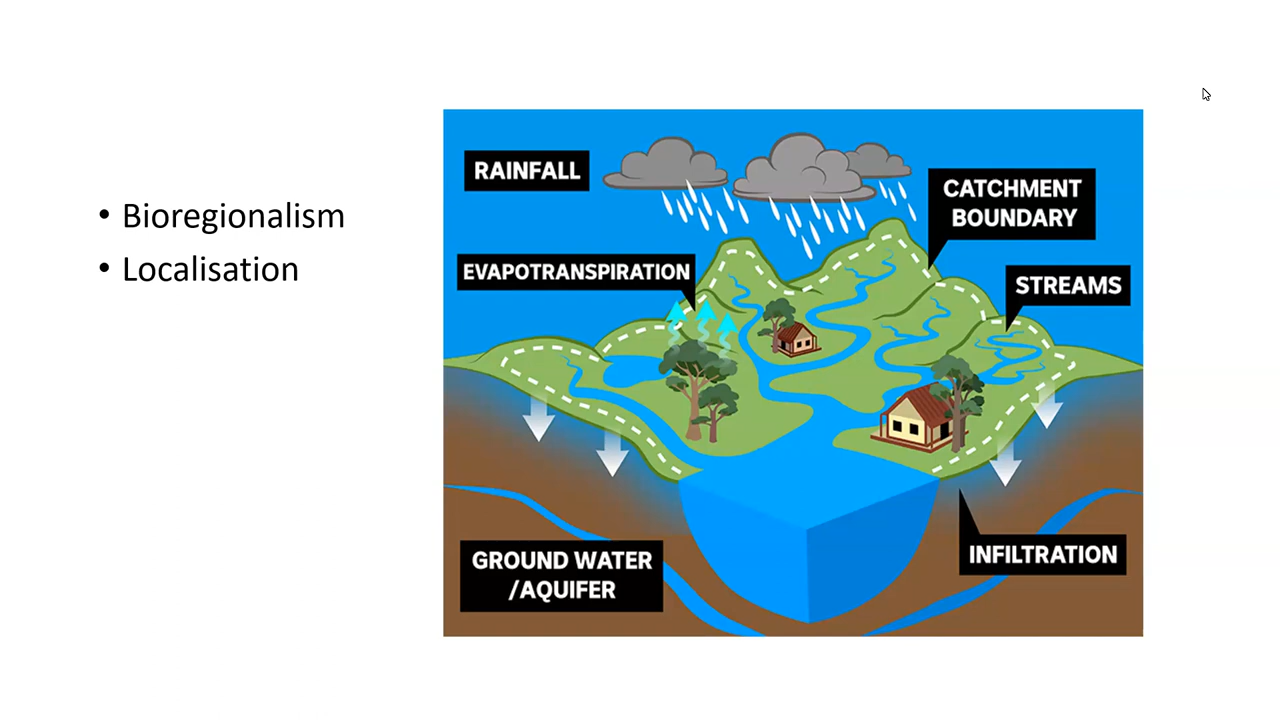 • Bioregionalism
• Localisation
RAINFALL
CATCHMENT
BOUNDARY
EVAPOTRANSPIRATION
STREAMS
GROUND WATER
/AQUIFER
INFILTRATION